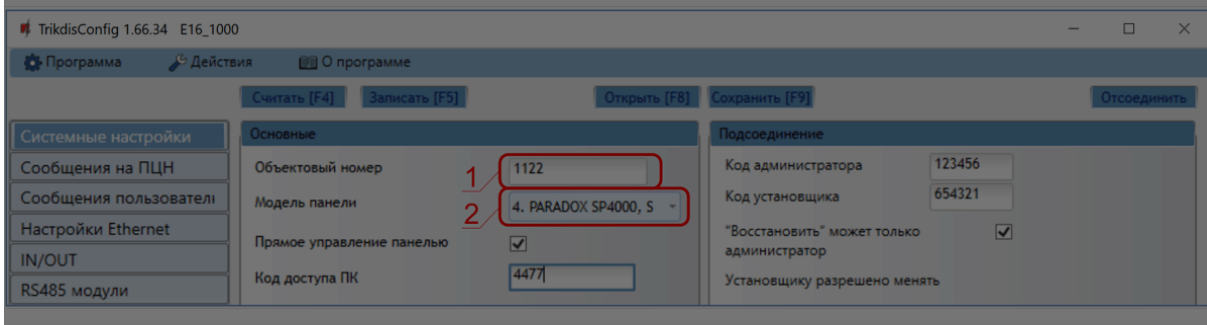 TrikdisConfig 1.66.34 E16_1000
Программа Действия О программе
Считать [F4] Записать [F5] Открыть [F8] Сохранить [F9] Отсоединить
Системные настройки
Сообщения на ПЦН
Сообщения пользовател
Настройки Ethernet
IN/OUT
RS485 модули
Основные
Объектовый номер 1 1122
Модель панели 2 4. PARADOX SP4000, S
Прямое управление панелью
Код доступа ПК 4477
Подсоединение
Код администратора 123456
Код установщика 654321
"Восстановить" может только
администратор
Установщику разрешено менять